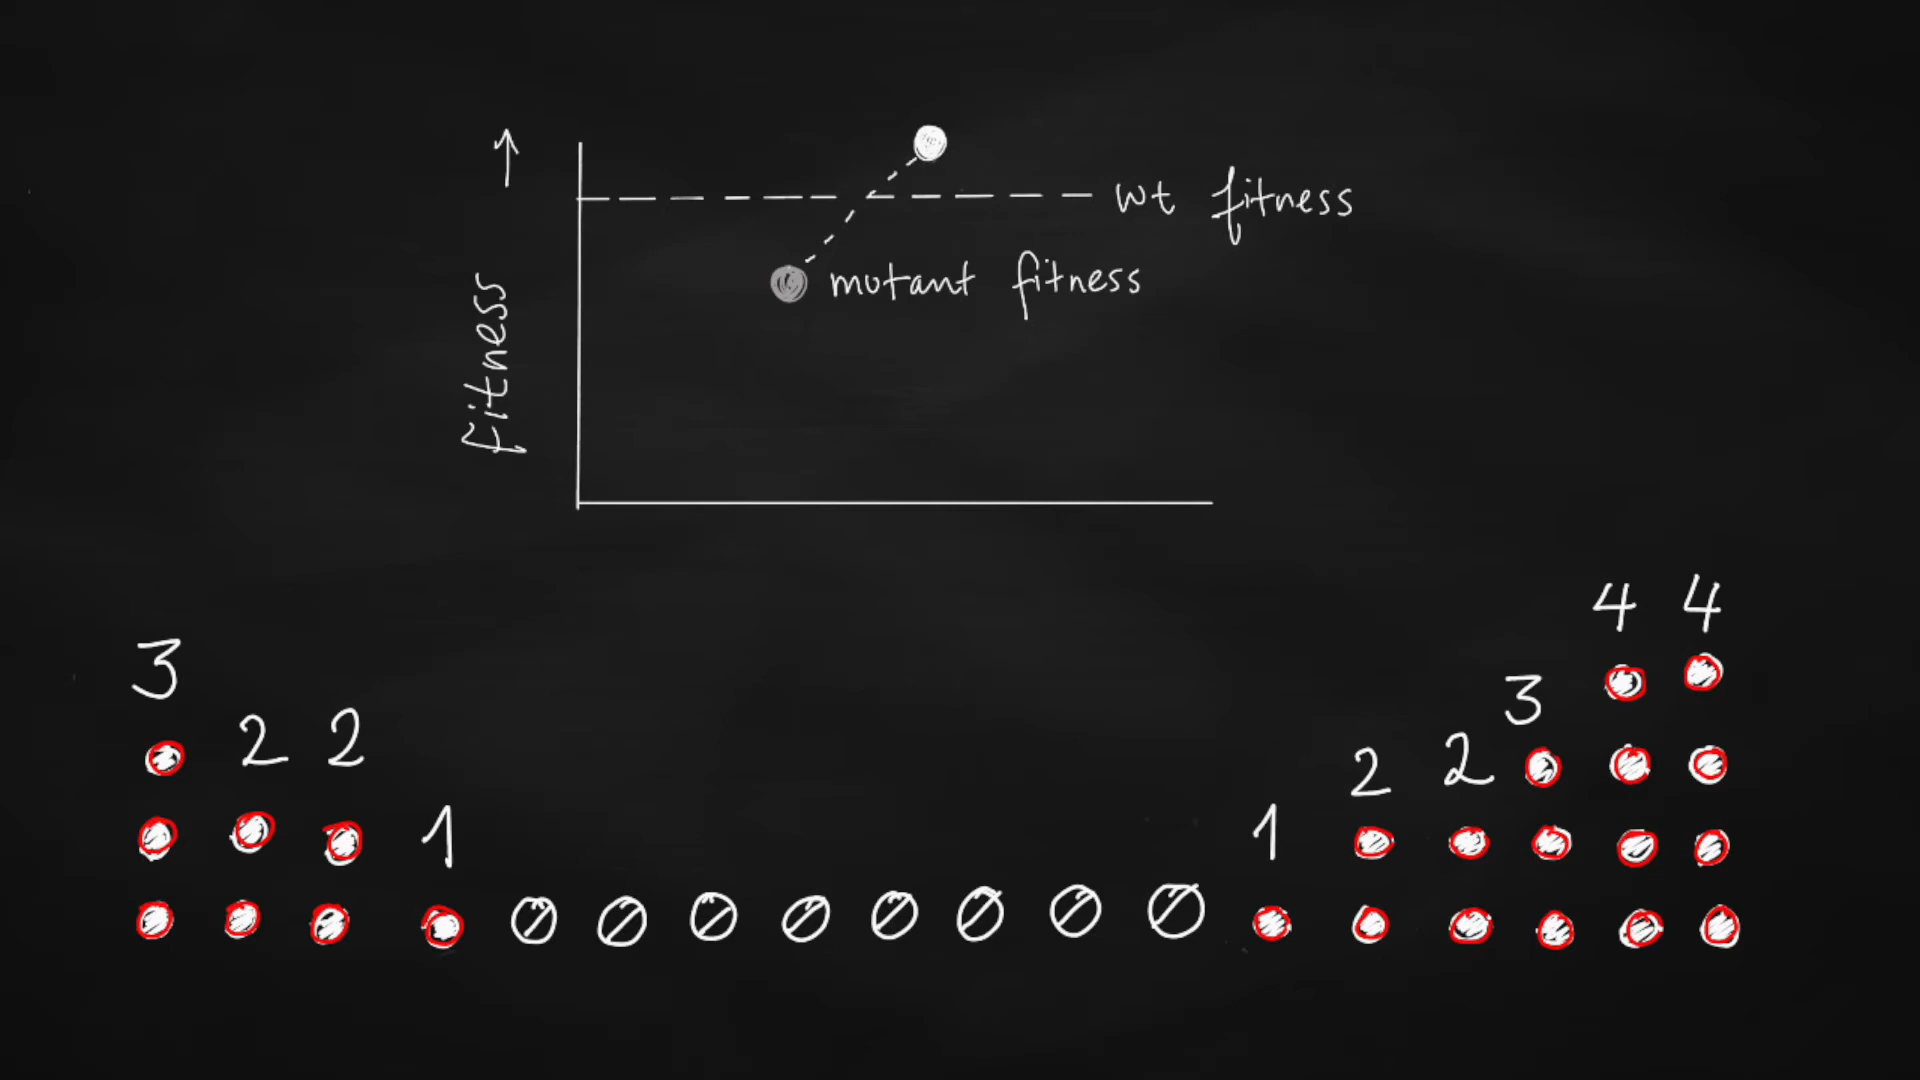 ↑
fitness
wt fitness
mutant fitness
3 2 2 1 Ø Ø Ø Ø Ø Ø Ø Ø 1 2 2 3 4 4